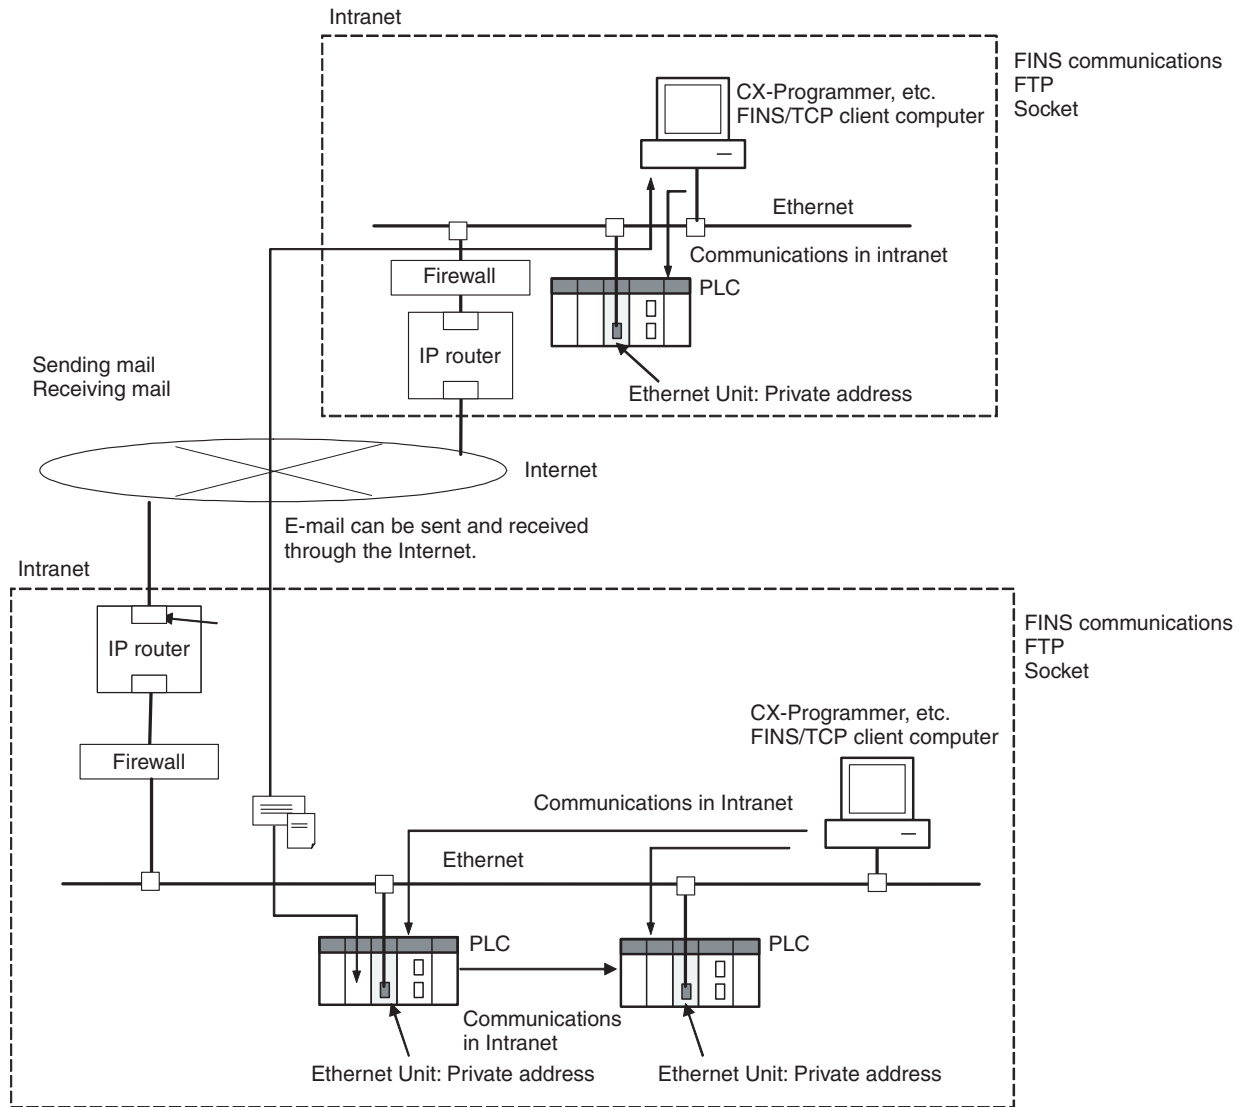 Intranet
FINS communications
FTP
Socket
CX-Programmer, etc.
FINS/TCP client computer
Ethernet
Communications in intranet
Firewall
PLC
IP router
Ethernet Unit: Private address
Sending mail
Receiving mail
Internet
E-mail can be sent and received
through the Internet.
Intranet
FINS communications
FTP
Socket
IP router
CX-Programmer, etc.
FINS/TCP client computer
Firewall
Communications in Intranet
Ethernet
PLC
PLC
Communications
in Intranet
Ethernet Unit: Private address
Ethernet Unit: Private address